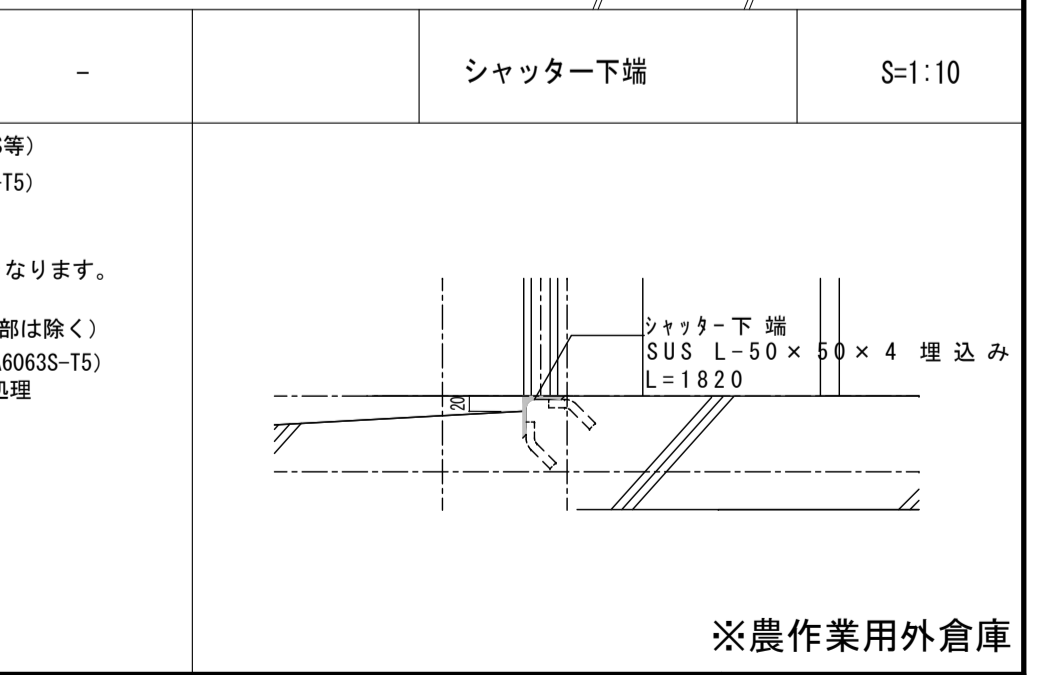 -
シャッター下端
S=1:10
等)
-T5)
なります。
部は除く)
A6063S-T5)
処理
シャッター下端
SUS L-50×50×4 埋込み
L=1820
20
※農作業用外倉庫